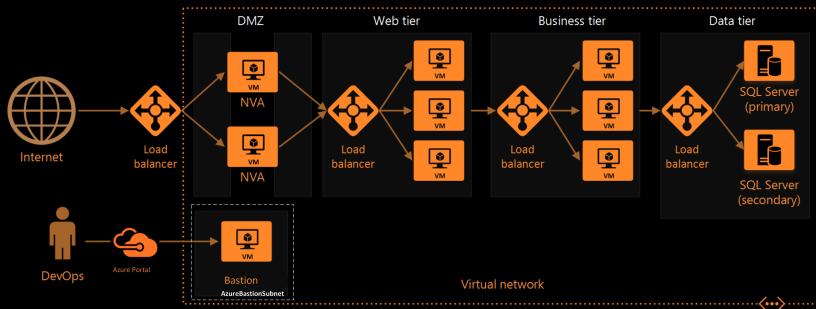 DMZ
Web tier
Business tier
Data tier
VM
NVA
VM
NVA
VM
VM
VM
VM
VM
VM
SQL Server
(primary)
SQL Server
(secondary)
Internet
Load
balancer
Load
balancer
Load
balancer
Load
balancer
DevOps
Azure Portal
VM
Bastion
AzureBastionSubnet
Virtual network